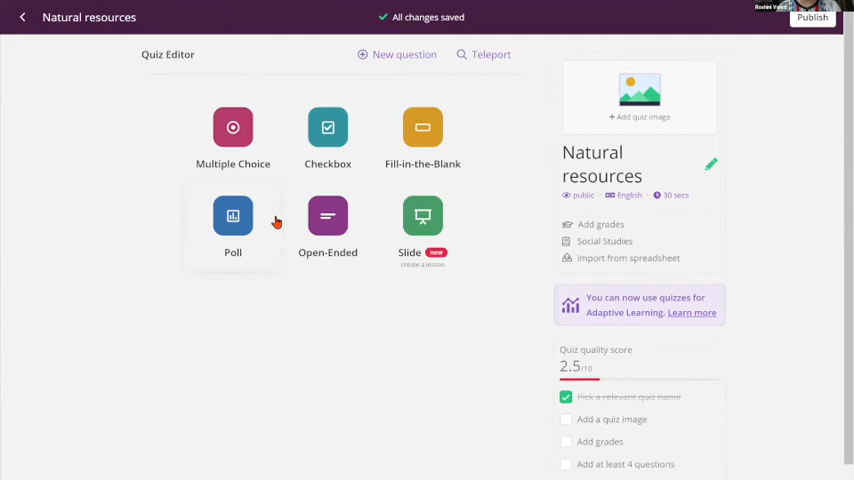 Natural resources
All changes saved
Publish
Quiz Editor
New question
Teleport
Multiple Choice
Checkbox
Fill-in-the-Blank
Poll
Open-Ended
Slide new
create a lesson
+ Add quiz image
Natural
resources
public · English · 30 secs
Add grades
Social Studies
Import from spreadsheet
You can now use quizzes for
Adaptive Learning. Learn more
Quiz quality score
2.5/10
Pick a relevant quiz name
Add a quiz image
Add grades
Add at least 4 questions